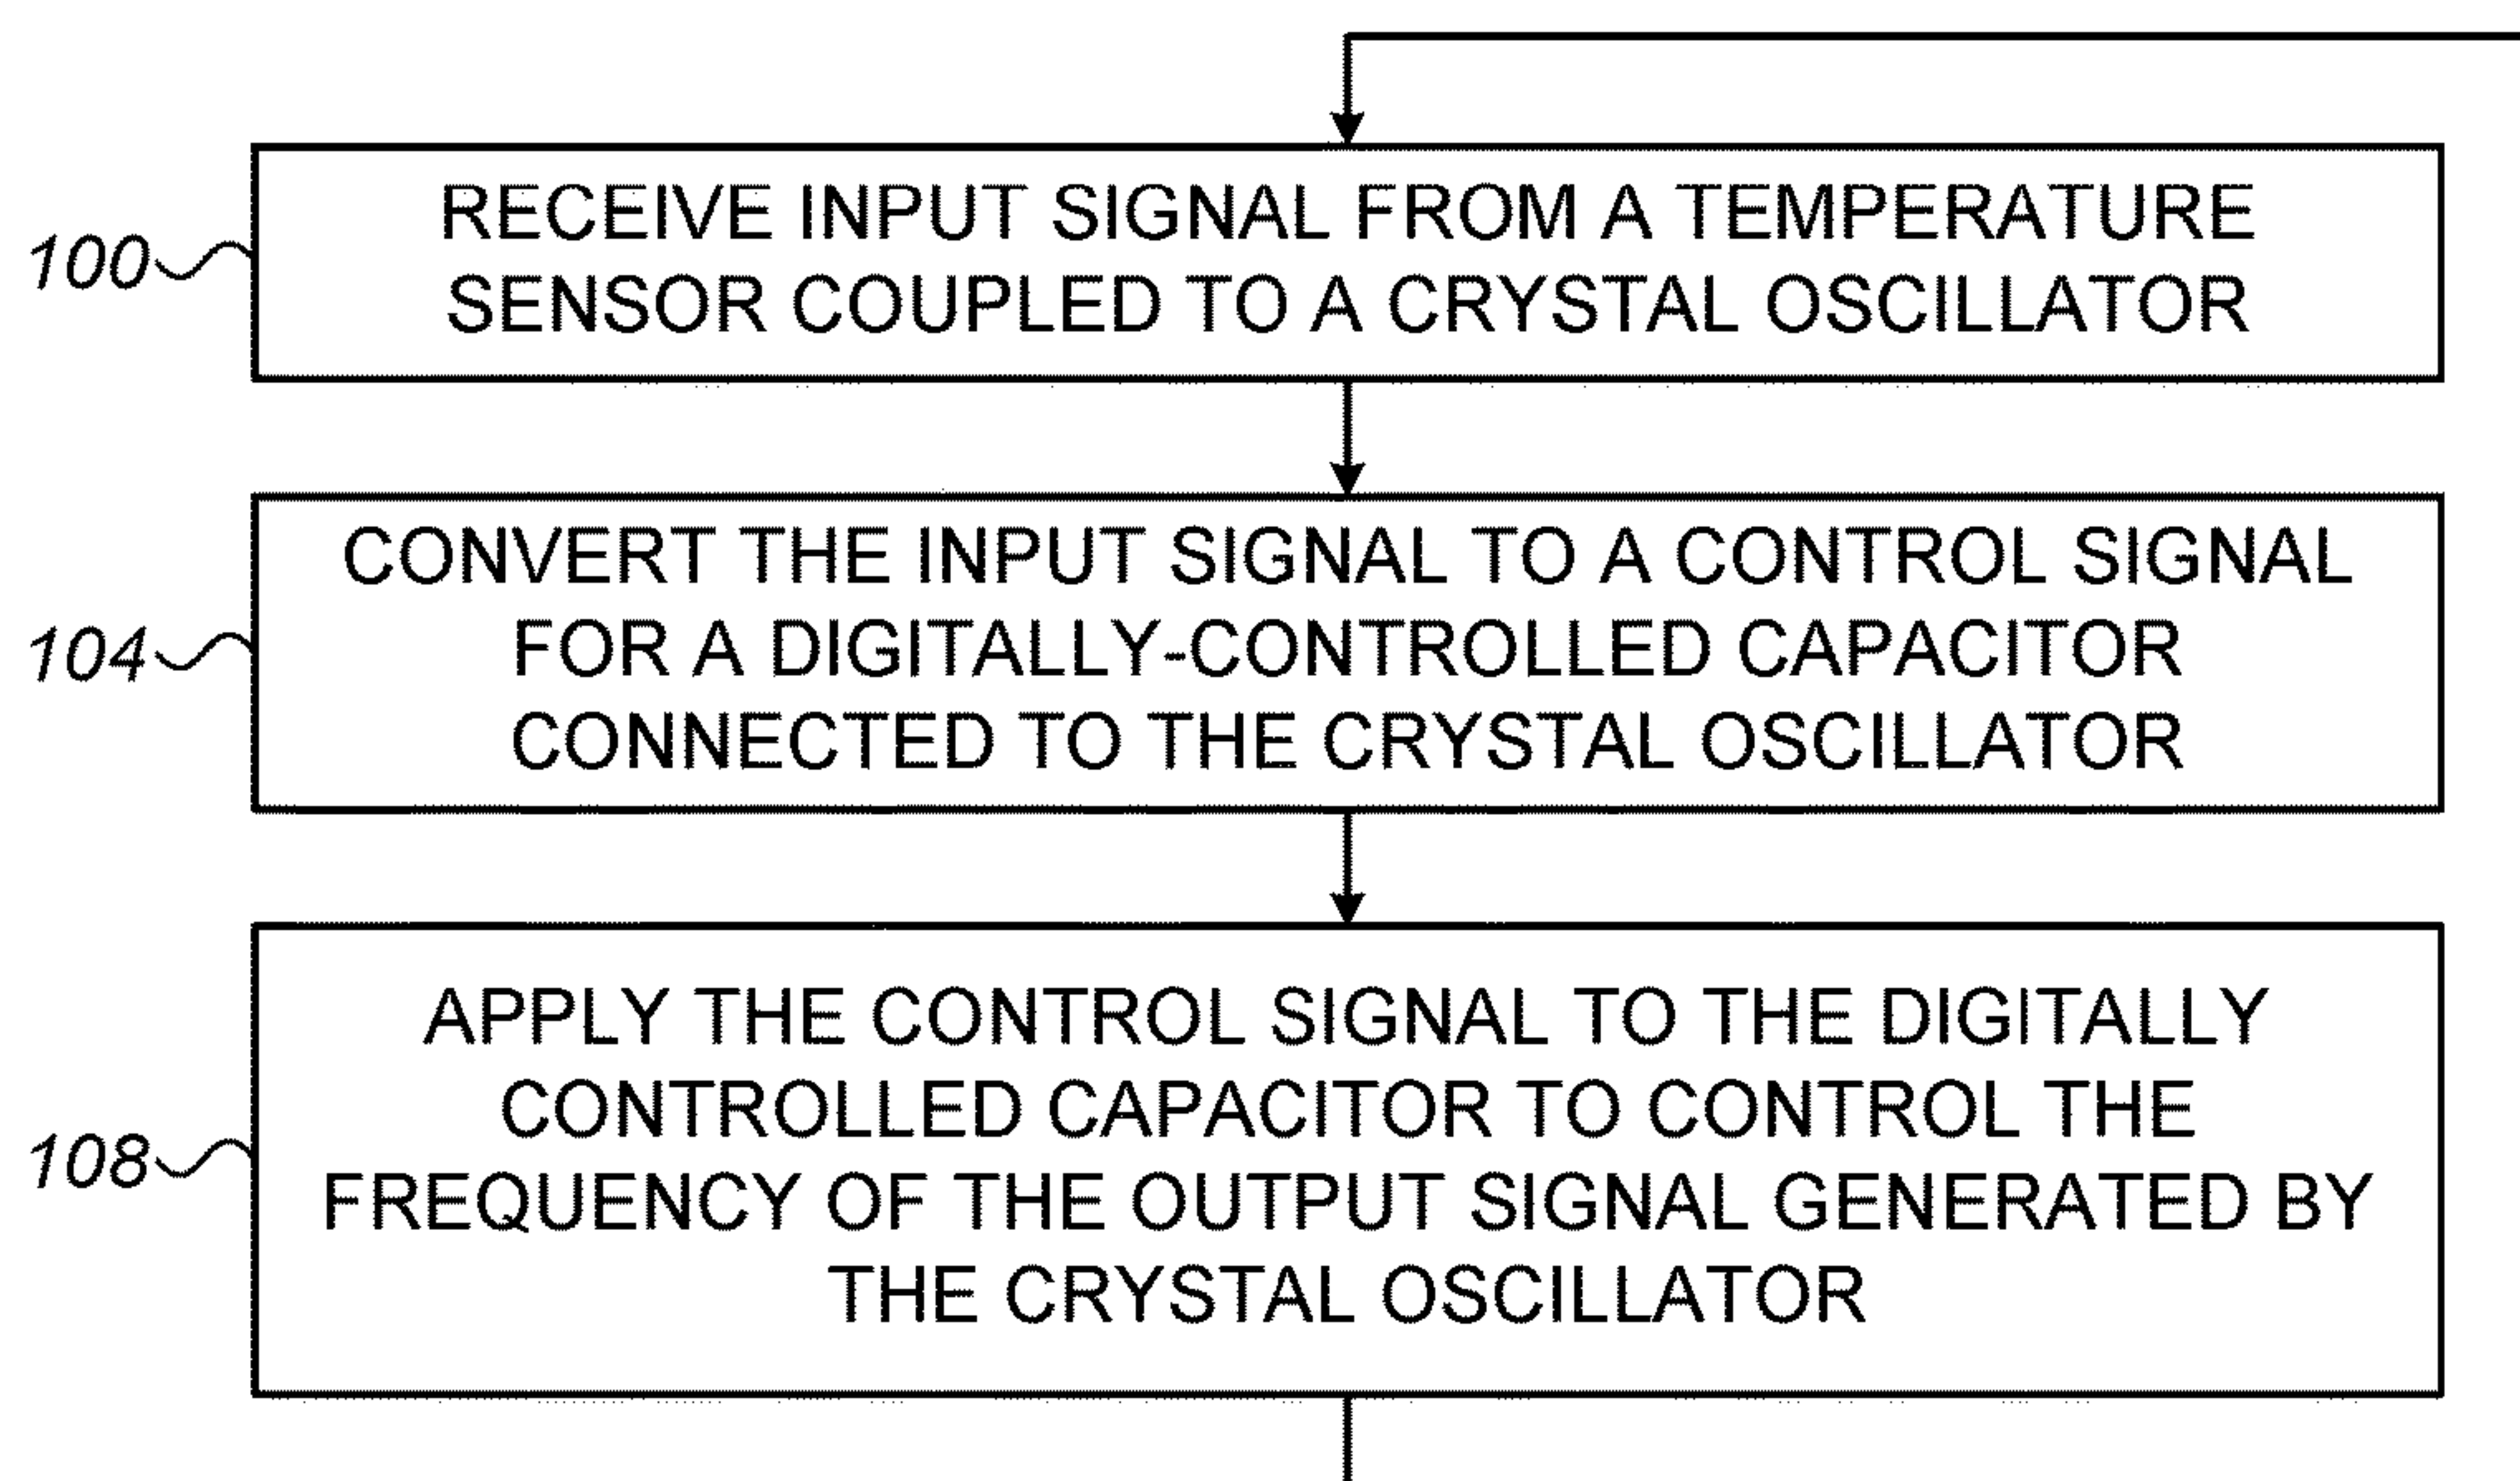 100
RECEIVE INPUT SIGNAL FROM A TEMPERATURE
SENSOR COUPLED TO A CRYSTAL OSCILLATOR
104
CONVERT THE INPUT SIGNAL TO A CONTROL SIGNAL
FOR A DIGITALLY-CONTROLLED CAPACITOR
CONNECTED TO THE CRYSTAL OSCILLATOR
108
APPLY THE CONTROL SIGNAL TO THE DIGITALLY
CONTROLLED CAPACITOR TO CONTROL THE
FREQUENCY OF THE OUTPUT SIGNAL GENERATED BY
THE CRYSTAL OSCILLATOR